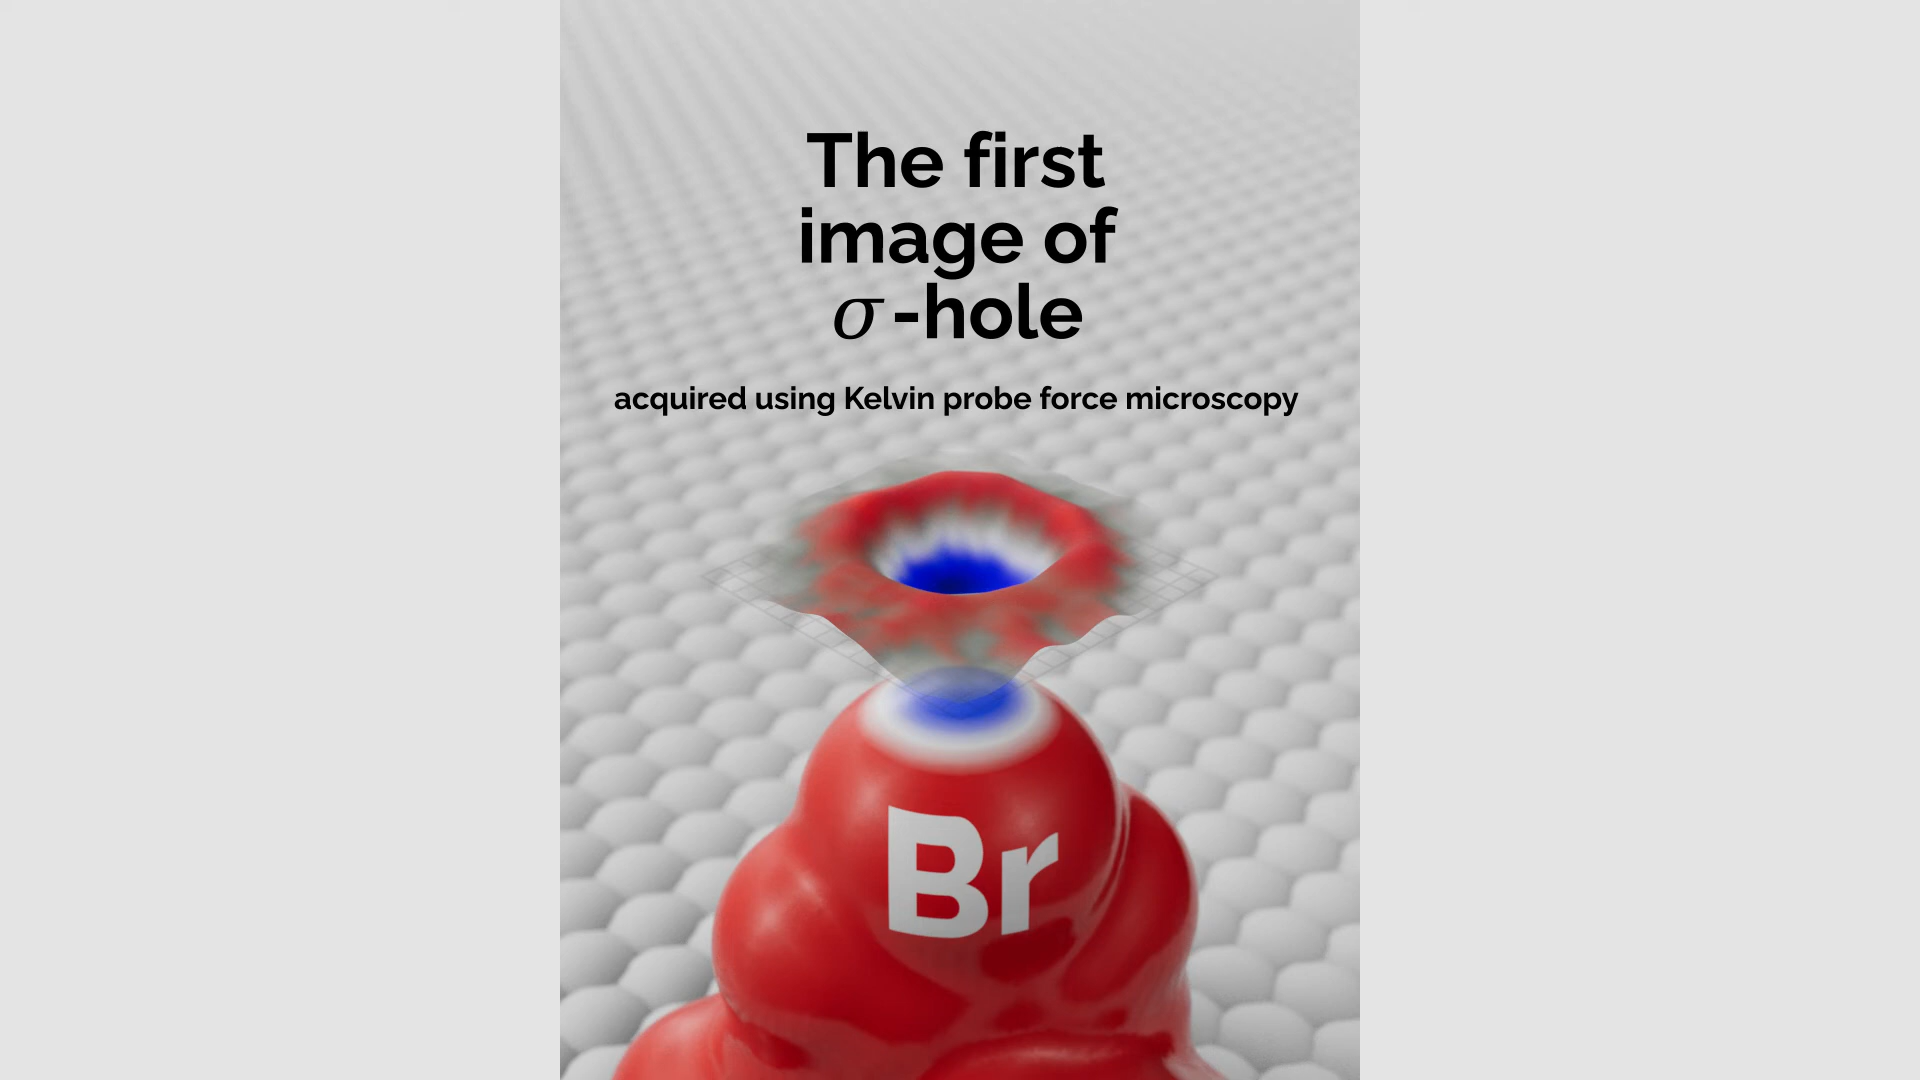 The first
image of
σ-hole
acquired using Kelvin probe force microscopy
Br